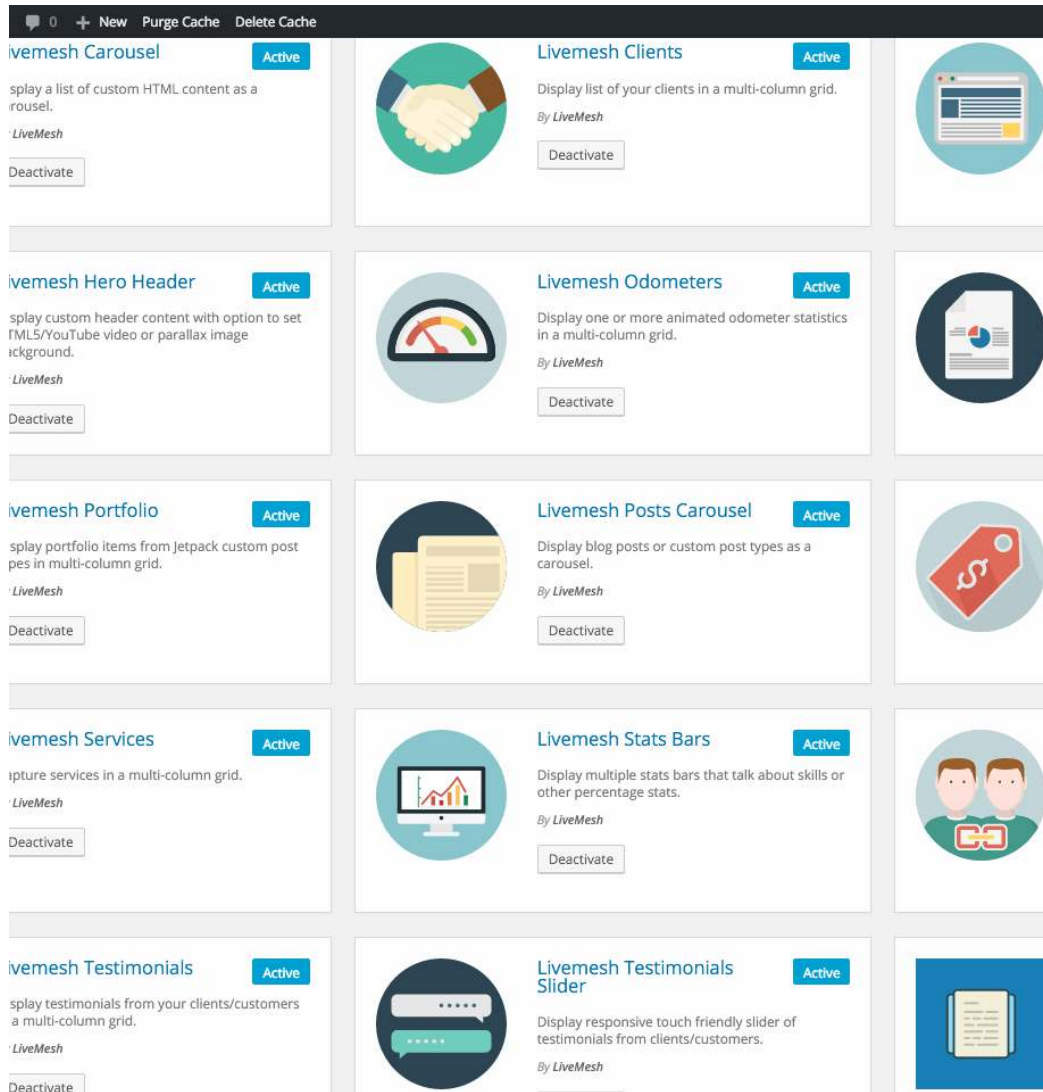 0 + New Purge Cache Delete Cache
ivemesh Carousel
Active
splay a list of custom HTML content as a
rousel.
LiveMesh
Deactivate
Livemesh Clients
Active
Display list of your clients in a multi-column grid.
By LiveMesh
Deactivate
ivemesh Hero Header
Active
splay custom header content with option to set
TML5/YouTube video or parallax image
ackground.
LiveMesh
Deactivate
Livemesh Odometers
Active
Display one or more animated odometer statistics
in a multi-column grid.
By LiveMesh
Deactivate
ivemesh Portfolio
Active
splay portfolio items from Jetpack custom post
pes in multi-column grid.
LiveMesh
Deactivate
Livemesh Posts Carousel
Active
Display blog posts or custom post types as a
carousel.
By LiveMesh
Deactivate
$
ivemesh Services
Active
apture services in a multi-column grid.
LiveMesh
Deactivate
Livemesh Stats Bars
Active
Display multiple stats bars that talk about skills or
other percentage stats.
By LiveMesh
Deactivate
ivemesh Testimonials
Active
splay testimonials from your clients/customers
a multi-column grid.
LiveMesh
Deactivate
Livemesh Testimonials
Slider
Active
Display responsive touch friendly slider of
testimonials from clients/customers.
By LiveMesh